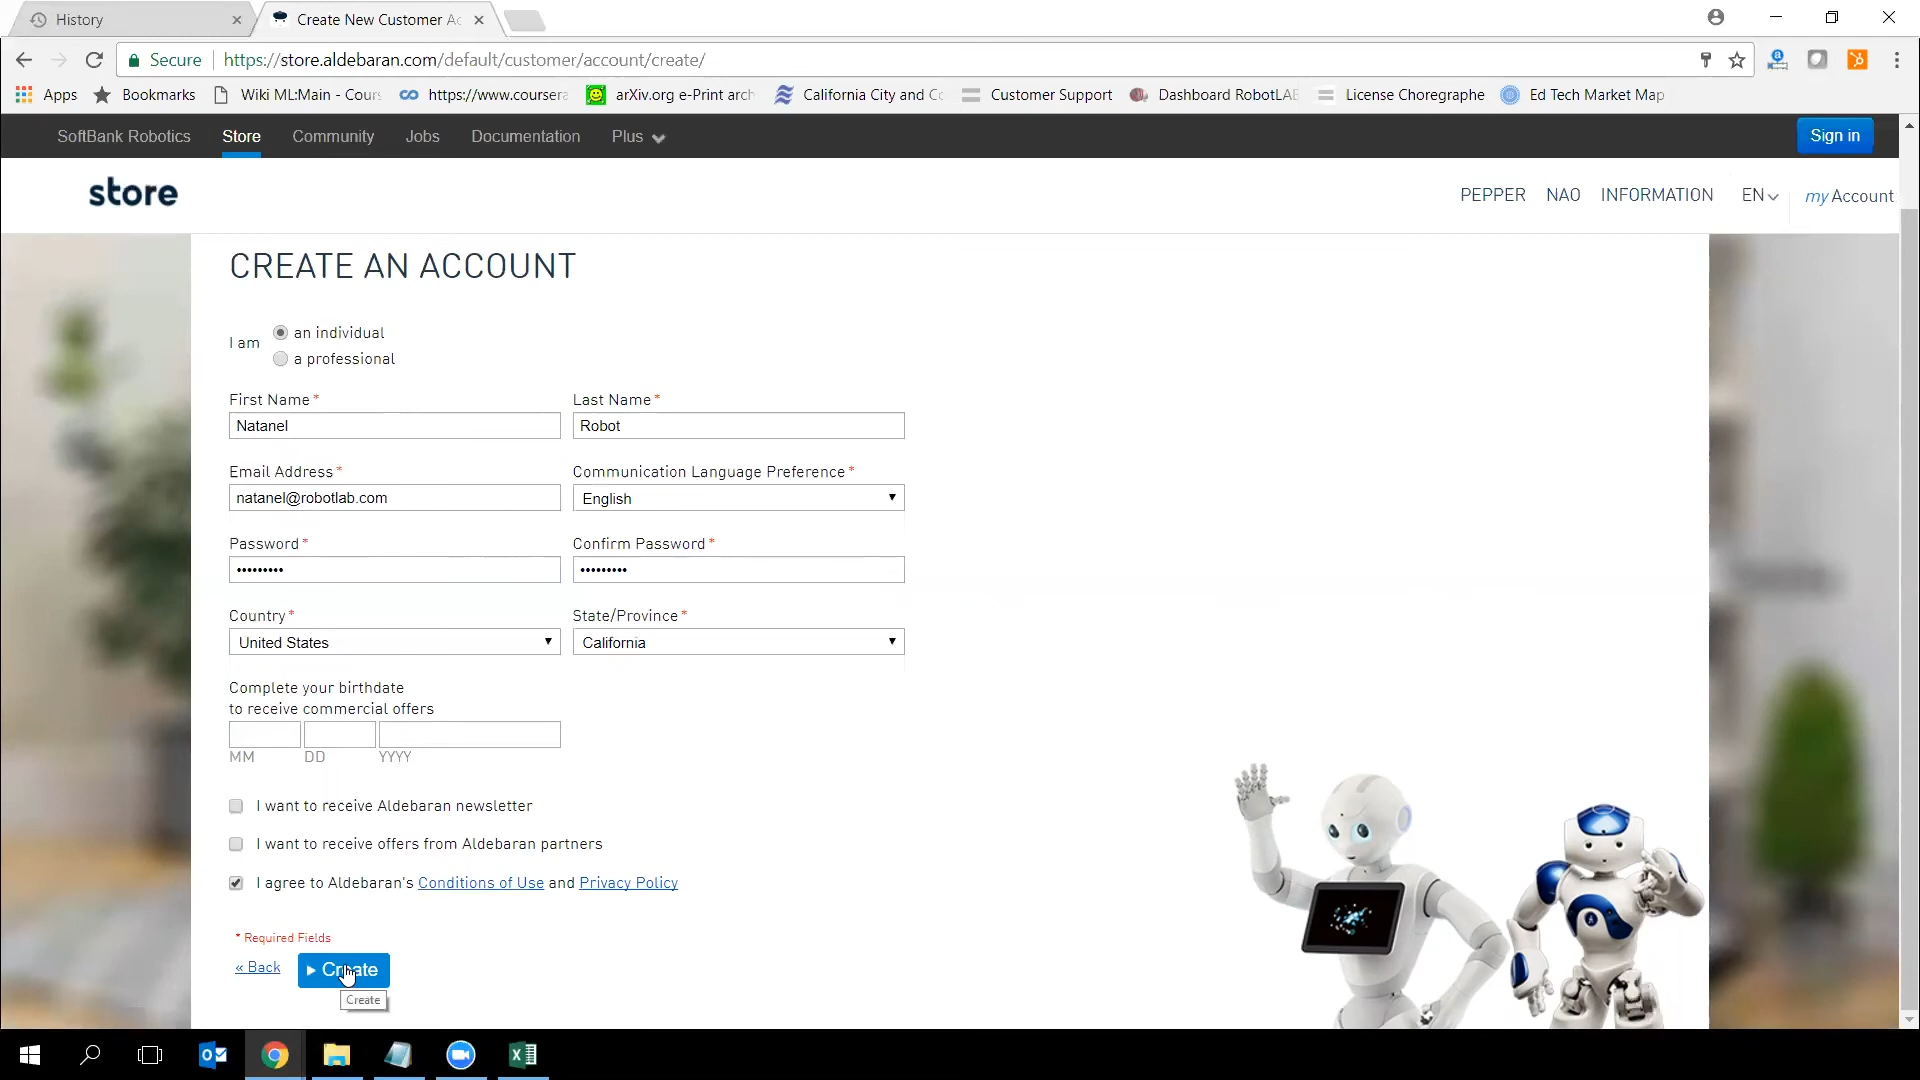 History
Create New Customer Ac
Secure https://store.aldebaran.com/default/customer/account/create/
Apps Bookmarks Wiki ML:Main - Cours https://www.coursera arXiv.org e-Print arch California City and Co Customer Support Dashboard RobotLAB License Choregraphe Ed Tech Market Map
SoftBank Robotics Store Community Jobs Documentation Plus Sign in
store PEPPER NAO INFORMATION EN my Account
CREATE AN ACCOUNT
I am
an individual
a professional
First Name * Last Name *
Natanel Robot
Email Address * Communication Language Preference *
natanel@robotlab.com English
Password * Confirm Password *
••••••••• •••••••••
Country * State/Province *
United States California
Complete your birthdate
to receive commercial offers
MM DD YYYY
I want to receive Aldebaran newsletter
I want to receive offers from Aldebaran partners
I agree to Aldebaran's Conditions of Use and Privacy Policy
* Required Fields
« Back Create
Create